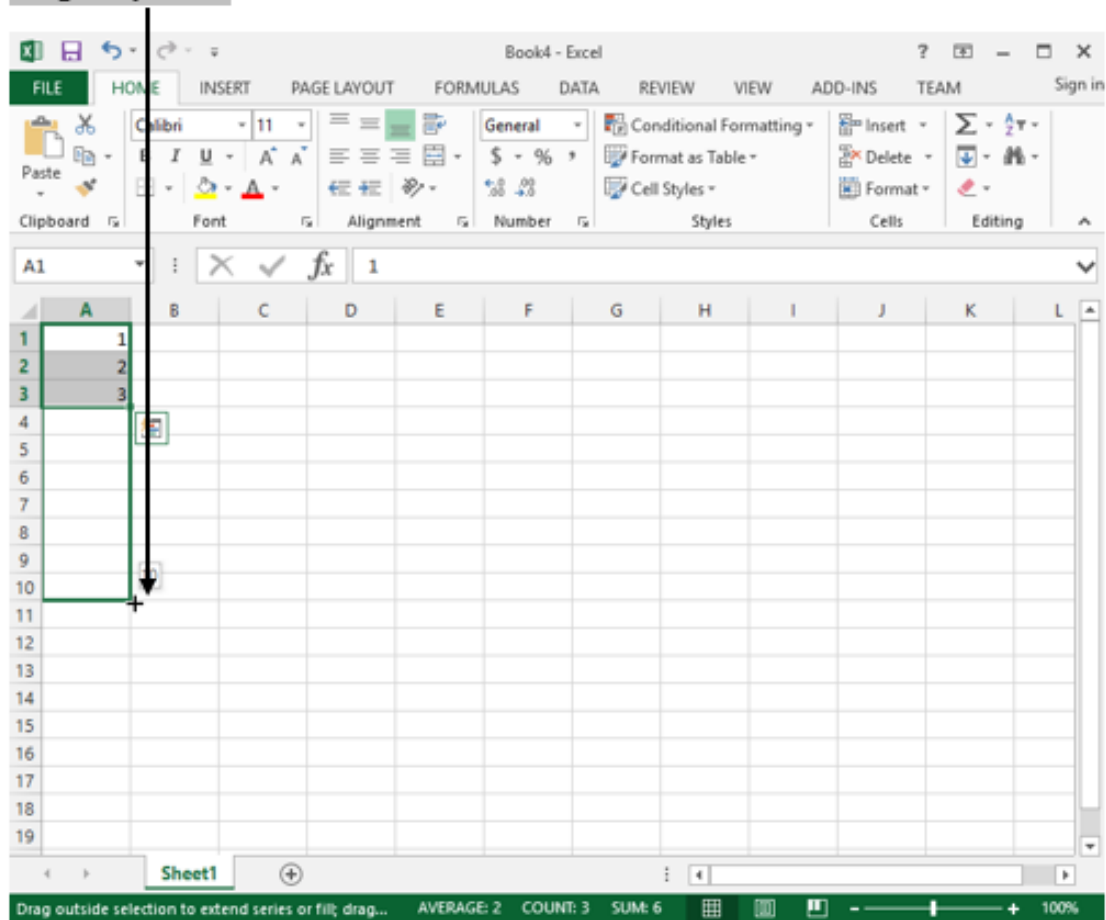 Book4 - Excel ?
FILE HOME INSERT PAGE LAYOUT FORMULAS DATA REVIEW VIEW ADD-INS TEAM Sign in
Calibri 11 General Conditional Formatting Insert Σ
Paste B I U A A $ % , Format as Table Delete
A Cell Styles Format
Clipboard Font Alignment Number Styles Cells Editing
A1 fx 1
A B C D E F G H I J K L
1 1
2 2
3 3
4
5
6
7
8
9
10
11
12
13
14
15
16
17
18
19
Sheet1
Drag outside selection to extend series or fill; drag... AVERAGE: 2 COUNT: 3 SUM: 6 100%